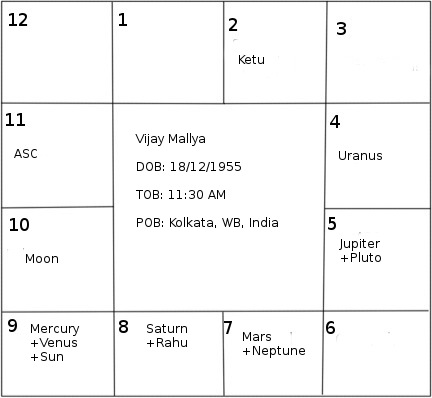 12
1
2
Ketu
3
11
ASC
Vijay Mallya
DOB: 18/12/1955
TOB: 11:30 AM
POB: Kolkata, WB, India
4
Uranus
10
Moon
5
Jupiter
+Pluto
9
Mercury
+Venus
+Sun
8
Saturn
+Rahu
7
Mars
+Neptune
6